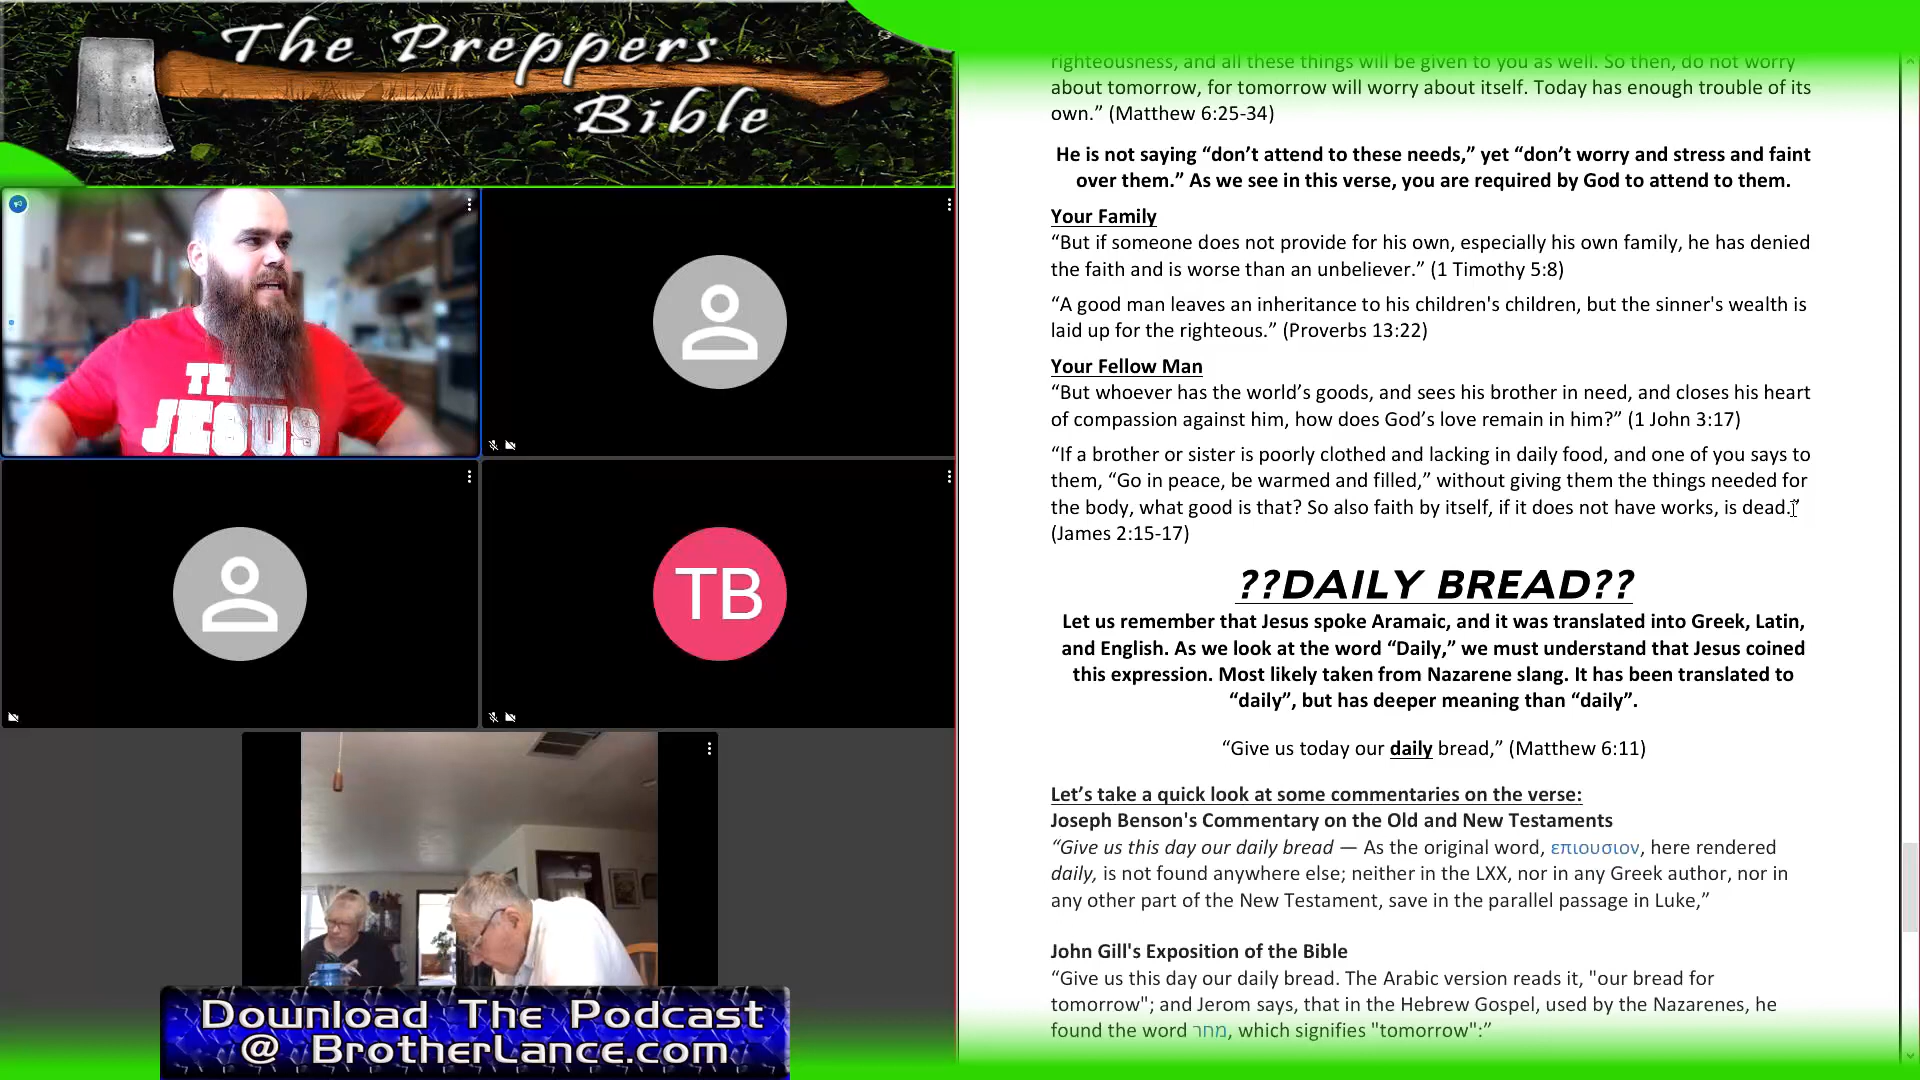 The Preppers
Bible
TE
JESUS
TB
Download The Podcast
@ BrotherLance.com
righteousness, and all these things will be given to you as well. So then, do not worry
about tomorrow, for tomorrow will worry about itself. Today has enough trouble of its
own.” (Matthew 6:25-34)
He is not saying “don’t attend to these needs,” yet “don’t worry and stress and faint
over them.” As we see in this verse, you are required by God to attend to them.
Your Family
“But if someone does not provide for his own, especially his own family, he has denied
the faith and is worse than an unbeliever.” (1 Timothy 5:8)
“A good man leaves an inheritance to his children's children, but the sinner's wealth is
laid up for the righteous.” (Proverbs 13:22)
Your Fellow Man
“But whoever has the world’s goods, and sees his brother in need, and closes his heart
of compassion against him, how does God’s love remain in him?” (1 John 3:17)
“If a brother or sister is poorly clothed and lacking in daily food, and one of you says to
them, “Go in peace, be warmed and filled,” without giving them the things needed for
the body, what good is that? So also faith by itself, if it does not have works, is dead.”
(James 2:15-17)
??DAILY BREAD??
Let us remember that Jesus spoke Aramaic, and it was translated into Greek, Latin,
and English. As we look at the word “Daily,” we must understand that Jesus coined
this expression. Most likely taken from Nazarene slang. It has been translated to
“daily”, but has deeper meaning than “daily”.
“Give us today our daily bread,” (Matthew 6:11)
Let’s take a quick look at some commentaries on the verse:
Joseph Benson's Commentary on the Old and New Testaments
“Give us this day our daily bread — As the original word, επιουσιον, here rendered
daily, is not found anywhere else; neither in the LXX, nor in any Greek author, nor in
any other part of the New Testament, save in the parallel passage in Luke,”
John Gill's Exposition of the Bible
“Give us this day our daily bread. The Arabic version reads it, "our bread for
tomorrow"; and Jerom says, that in the Hebrew Gospel, used by the Nazarenes, he
found the word מחר, which signifies "tomorrow":”